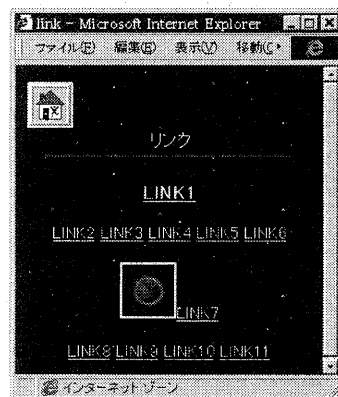 link - Microsoft Internet Explorer
ファイル(F) 編集(E) 表示(V) 移動(G
リンク
LINK1
LINK2 LINK3 LINK4 LINK5 LINK6
LINK7
LINK8 LINK9 LINK10 LINK11
インターネット ゾーン